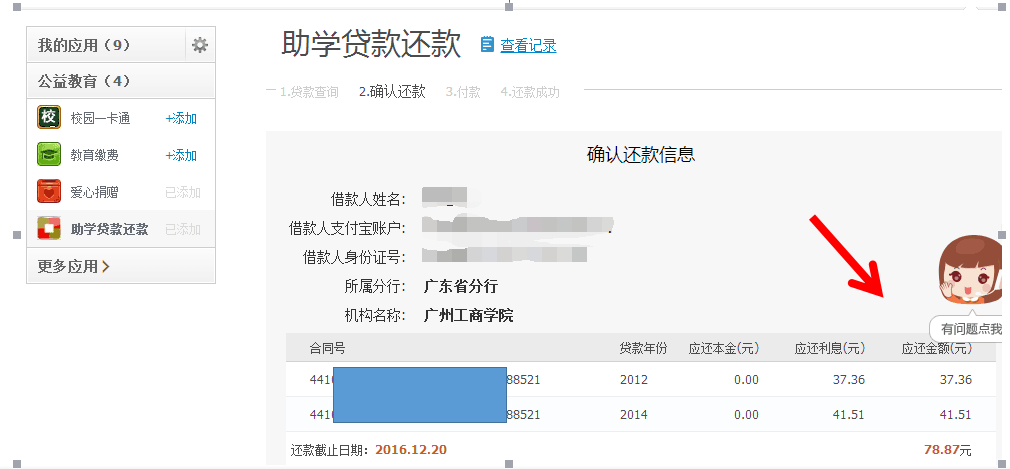 我的应用（9）
公益教育（4）
校园一卡通 +添加
教育缴费 +添加
爱心捐赠 已添加
助学贷款还款 已添加
更多应用
助学贷款还款 查看记录
1.贷款查询 2.确认还款 3.付款 4.还款成功
确认还款信息
借款人姓名：
借款人支付宝账户：
借款人身份证号：
所属分行： 广东省分行
机构名称： 广州工商学院
有问题点我
合同号 贷款年份 应还本金(元) 应还利息(元) 应还金额(元)
441 88521 2012 0.00 37.36 37.36
441 88521 2014 0.00 41.51 41.51
还款截止日期：2016.12.20 78.87元